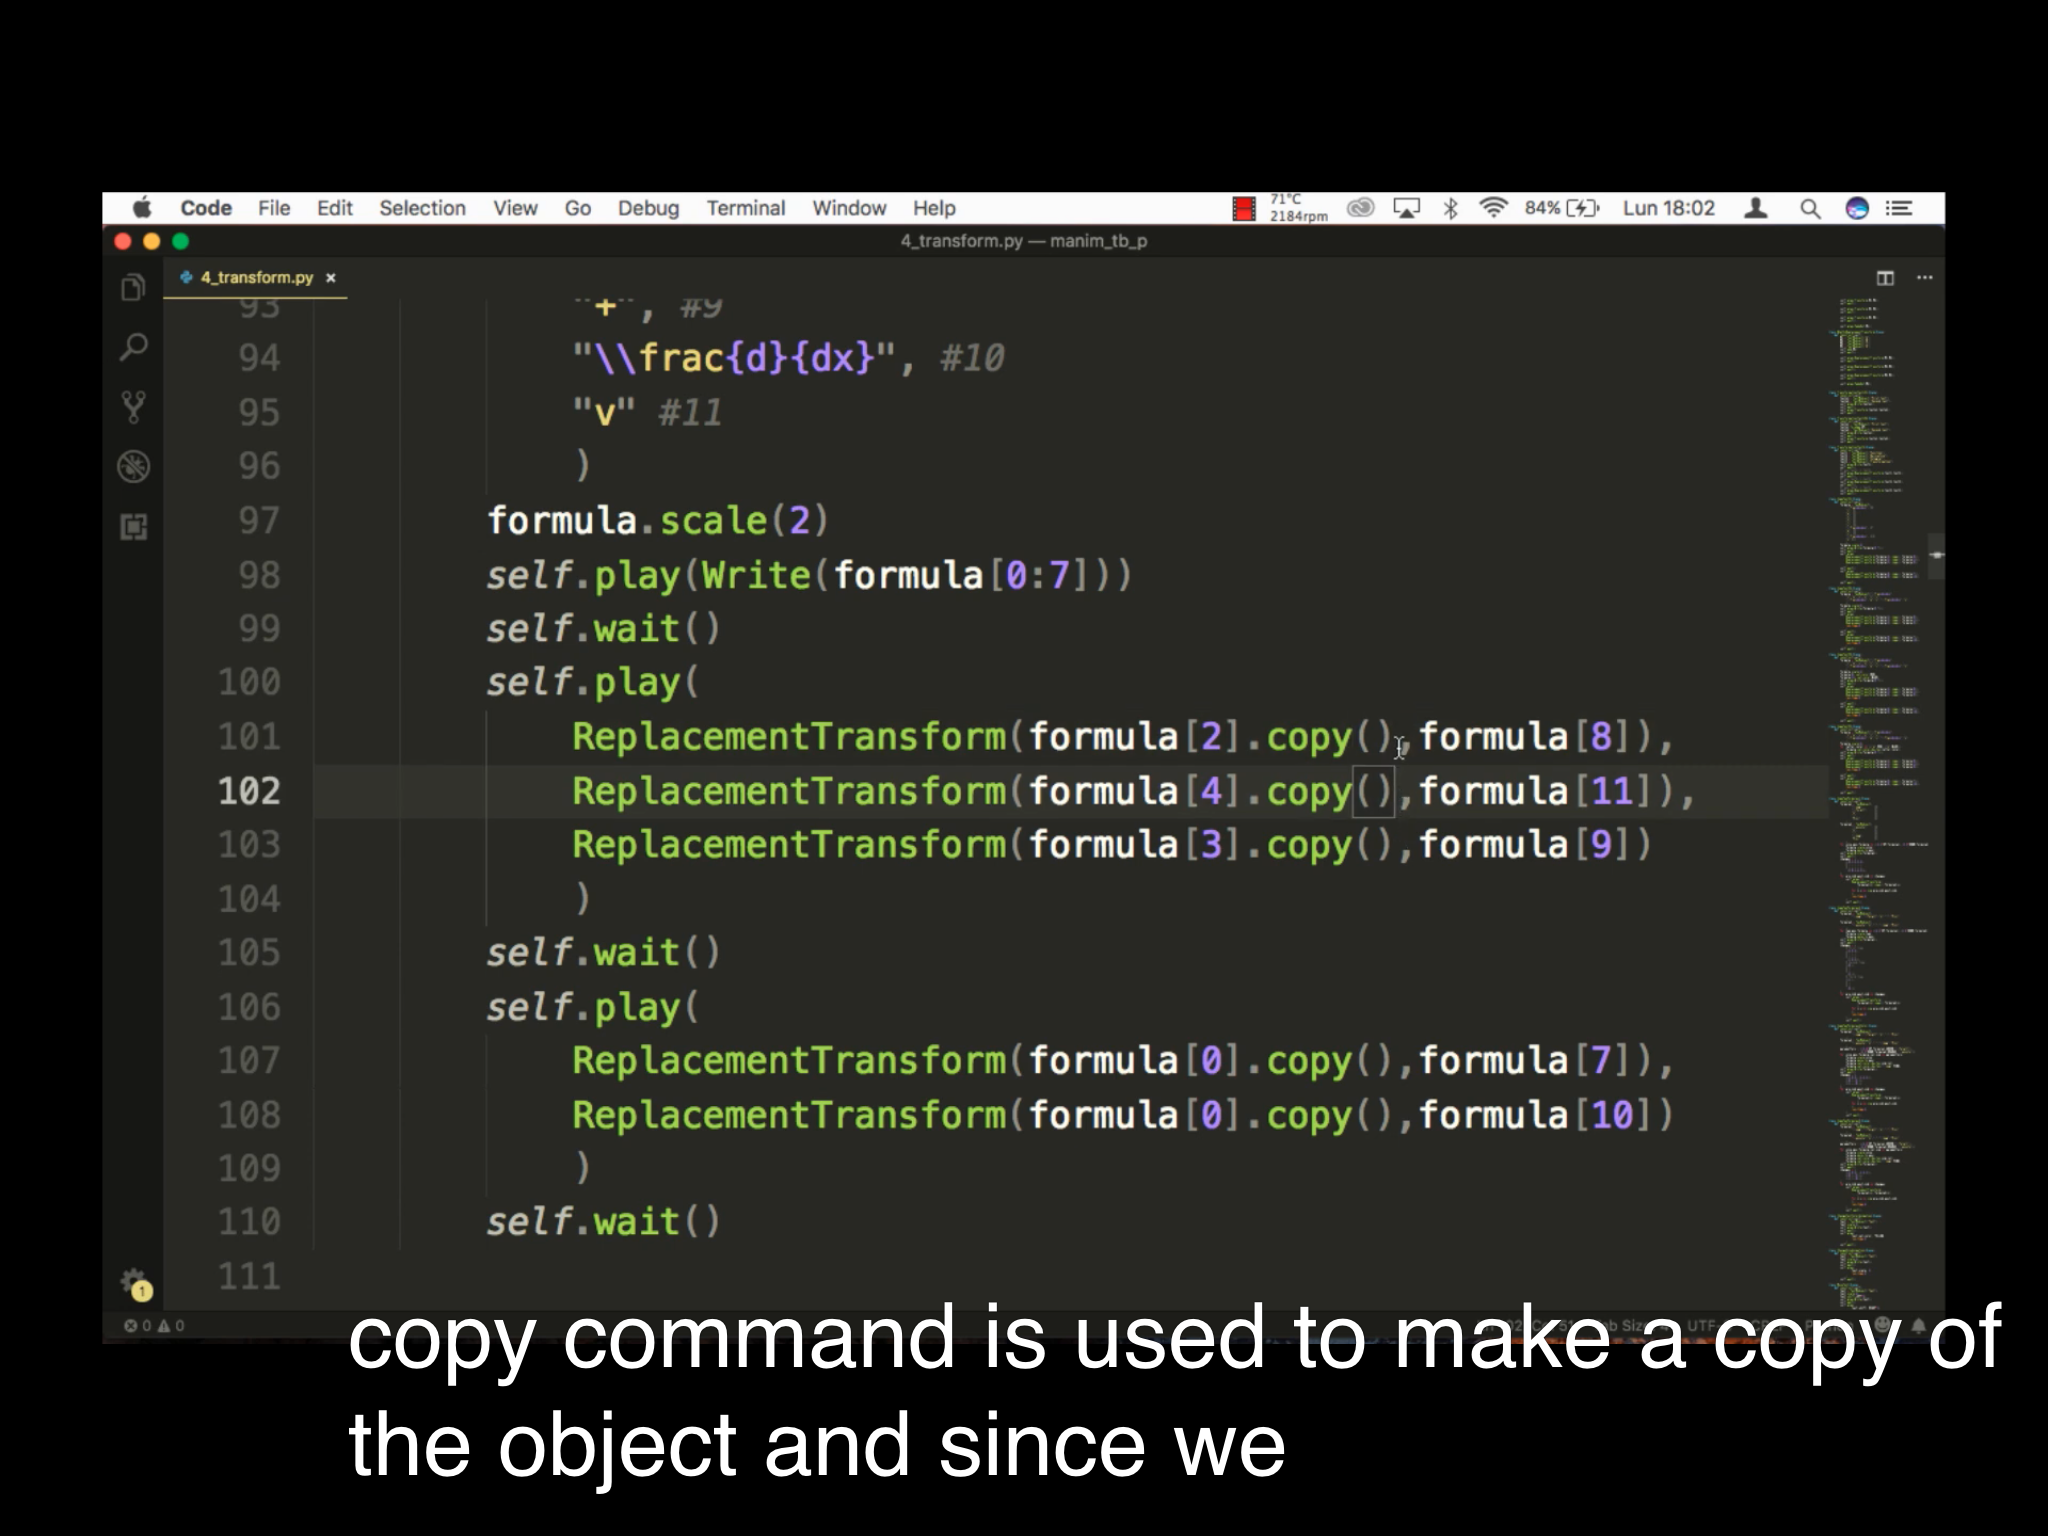 Code File Edit Selection View Go Debug Terminal Window Help 71°C 2184rpm 84% Lun 18:02
4_transform.py — manim_tb_p
4_transform.py ×
93 "+", #9
94 "\\frac{d}{dx}", #10
95 "v" #11
96 )
97 formula.scale(2)
98 self.play(Write(formula[0:7]))
99 self.wait()
100 self.play(
101 ReplacementTransform(formula[2].copy(),formula[8]),
102 ReplacementTransform(formula[4].copy(),formula[11]),
103 ReplacementTransform(formula[3].copy(),formula[9])
104 )
105 self.wait()
106 self.play(
107 ReplacementTransform(formula[0].copy(),formula[7]),
108 ReplacementTransform(formula[0].copy(),formula[10])
109 )
110 self.wait()
111
1
0 0
copy command is used to make a copy of
the object and since we